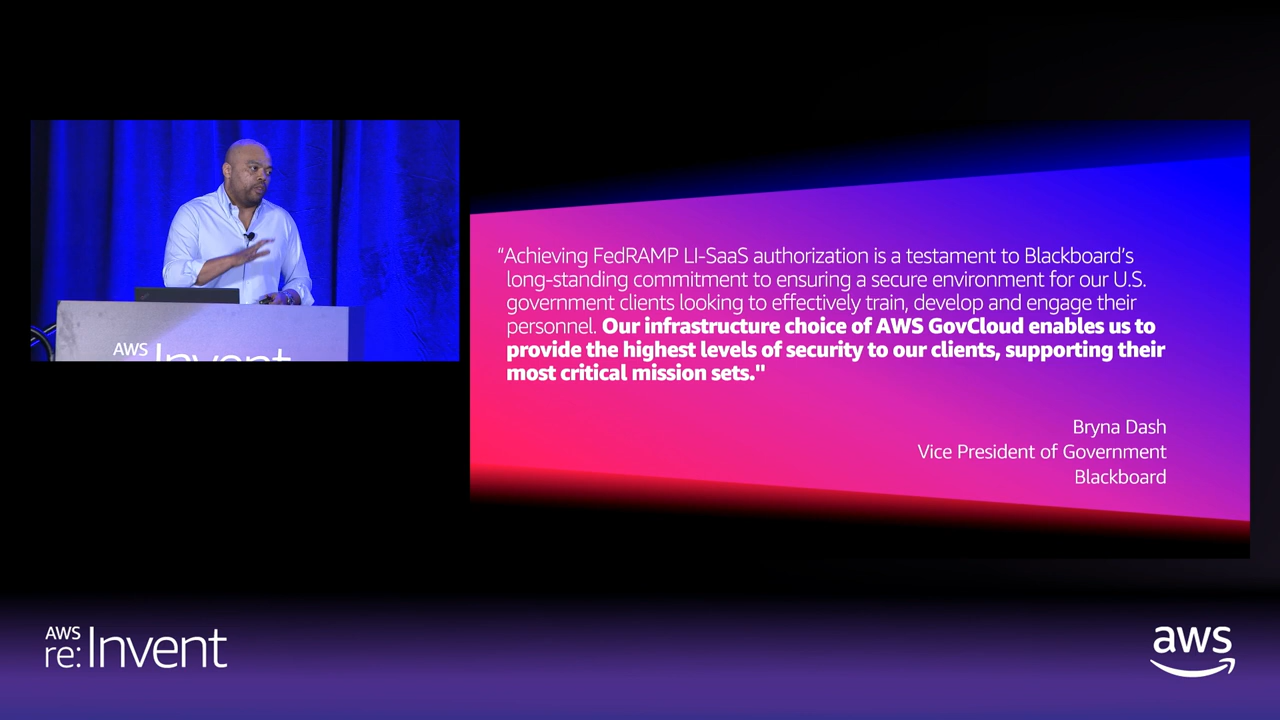 AWS
Invent
“Achieving FedRAMP LI-SaaS authorization is a testament to Blackboard’s
long-standing commitment to ensuring a secure environment for our U.S.
government clients looking to effectively train, develop and engage their
personnel. Our infrastructure choice of AWS GovCloud enables us to
provide the highest levels of security to our clients, supporting their
most critical mission sets."
Bryna Dash
Vice President of Government
Blackboard
AWS
re:Invent
aws